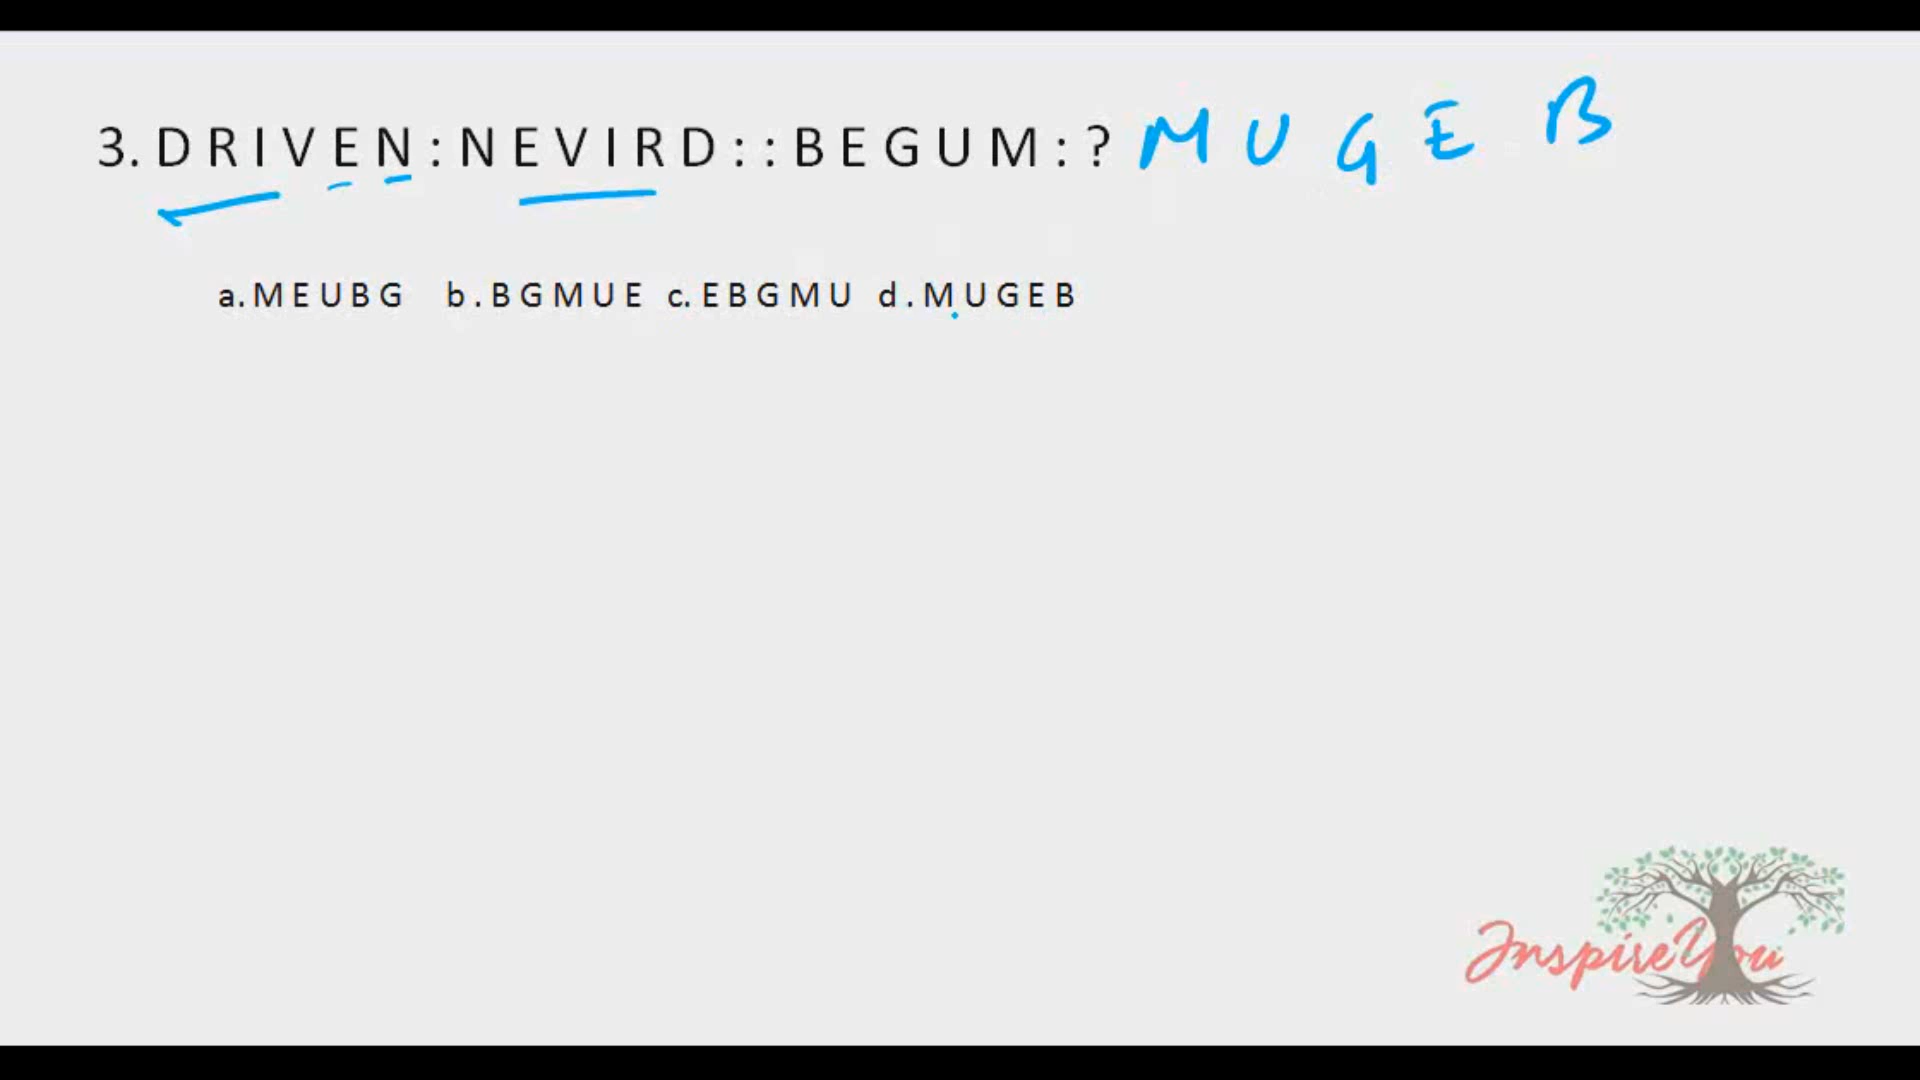 3. D R I V E N : N E V I R D : : B E G U M : ? M U G E B
a. M E U B G b . B G M U E c. E B G M U d . M U G E B
InspireYou